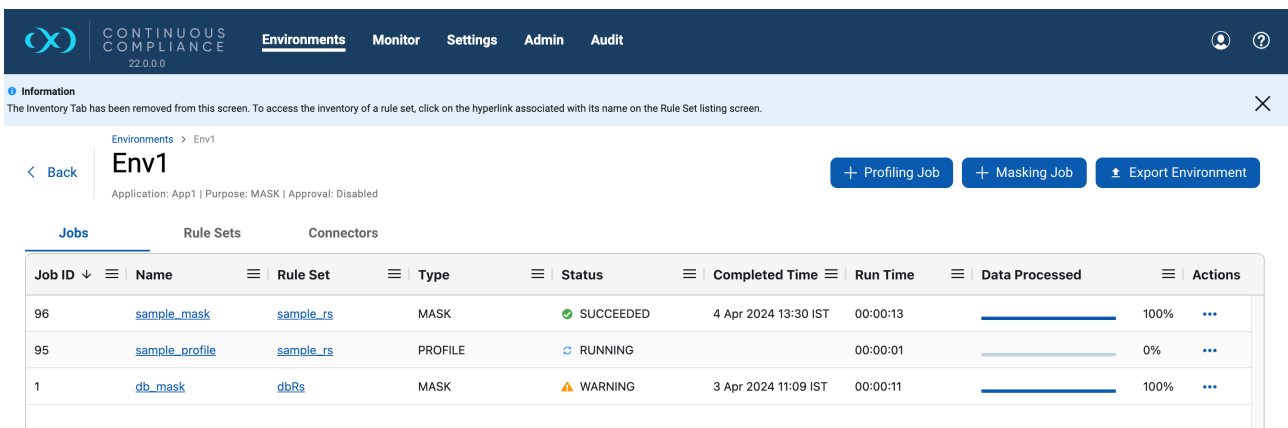 CONTINUOUS
COMPLIANCE
22.0.0.0
Environments Monitor Settings Admin Audit
Information
The Inventory Tab has been removed from this screen. To access the inventory of a rule set, click on the hyperlink associated with its name on the Rule Set listing screen.
Environments > Env1
Back
Env1
Application: App1 | Purpose: MASK | Approval: Disabled
+ Profiling Job + Masking Job Export Environment
Jobs Rule Sets Connectors
Job ID Name Rule Set Type Status Completed Time Run Time Data Processed Actions
96 sample_mask sample_rs MASK SUCCEEDED 4 Apr 2024 13:30 IST 00:00:13 100% •••
95 sample_profile sample_rs PROFILE RUNNING 00:00:01 0% •••
1 db_mask dbRs MASK WARNING 3 Apr 2024 11:09 IST 00:00:11 100% •••